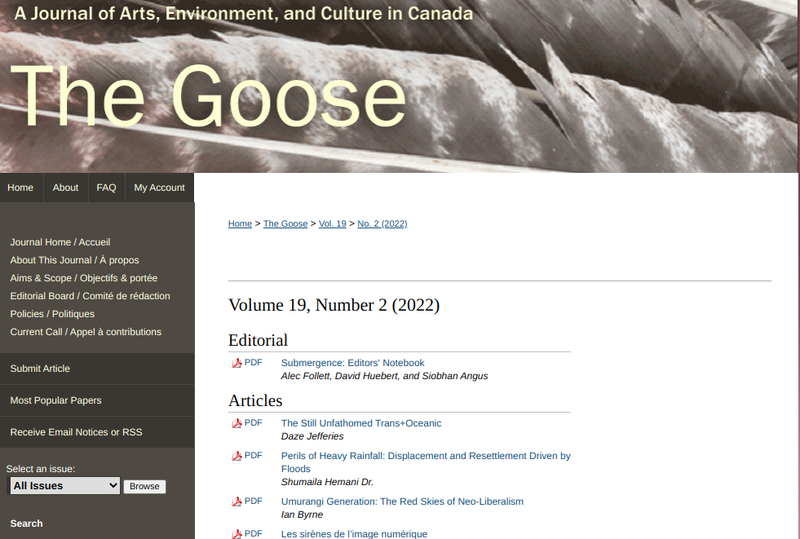 A Journal of Arts, Environment, and Culture in Canada
The Goose
Home About FAQ My Account
Home > The Goose > Vol. 19 > No. 2 (2022)
Journal Home / Accueil
About This Journal / À propos
Aims & Scope / Objectifs & portée
Editorial Board / Comité de rédaction
Policies / Politiques
Current Call / Appel à contributions
Submit Article
Most Popular Papers
Receive Email Notices or RSS
Select an issue:
All Issues Browse
Search
Volume 19, Number 2 (2022)
Editorial
PDF Submergence: Editors' Notebook
Alec Follett, David Huebert, and Siobhan Angus
Articles
PDF The Still Unfathomed Trans+Oceanic
Daze Jefferies
PDF Perils of Heavy Rainfall: Displacement and Resettlement Driven by
Floods
Shumaila Hemani Dr.
PDF Umurangi Generation: The Red Skies of Neo-Liberalism
Ian Byrne
PDF Les sirènes de l'image numérique